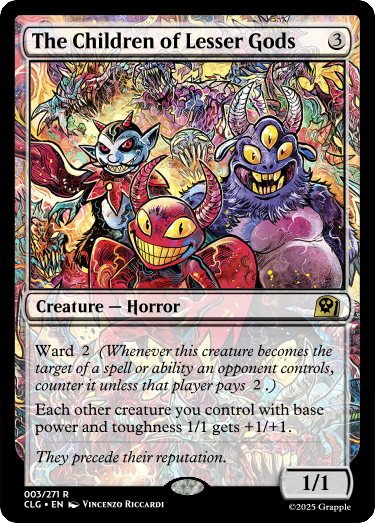 The Children of Lesser Gods 3
Creature — Horror
Ward 2 (Whenever this creature becomes the
target of a spell or ability an opponent controls,
counter it unless that player pays 2.)
Each other creature you control with base
power and toughness 1/1 gets +1/+1.
They precede their reputation.
1/1
003/271 R
CLG • EN Vincenzo Riccardi
©2025 Grapple